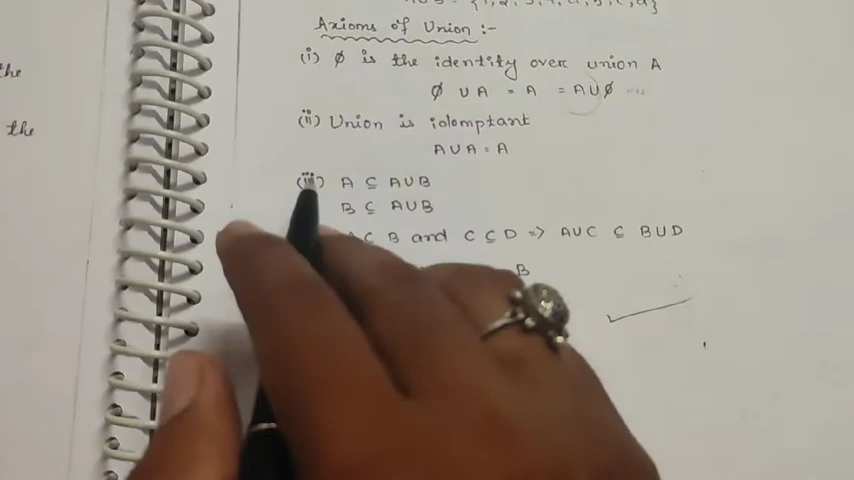 the
the
Axioms of Union :-
(i) Ø is the identity over union A
Ø ∪ A = A = A ∪ Ø
(ii) Union is idomptant
A ∪ A = A
(iii) A ⊆ A∪B
B ⊆ A∪B
A ⊆ B and C ⊆ D => A∪C ⊆ B∪D
B